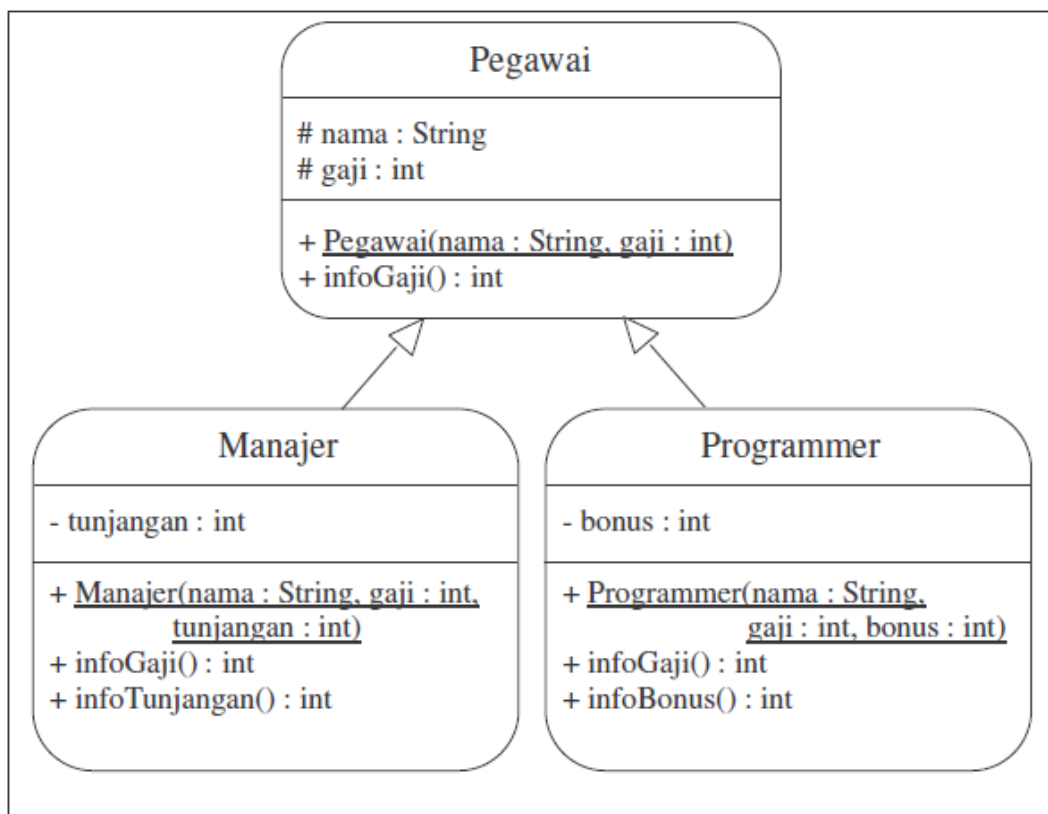 Pegawai
# nama : String
# gaji : int
+ Pegawai(nama : String, gaji : int)
+ infoGaji() : int
Manajer
- tunjangan : int
+ Manajer(nama : String, gaji : int,
tunjangan : int)
+ infoGaji() : int
+ infoTunjangan() : int
Programmer
- bonus : int
+ Programmer(nama : String,
gaji : int, bonus : int)
+ infoGaji() : int
+ infoBonus() : int